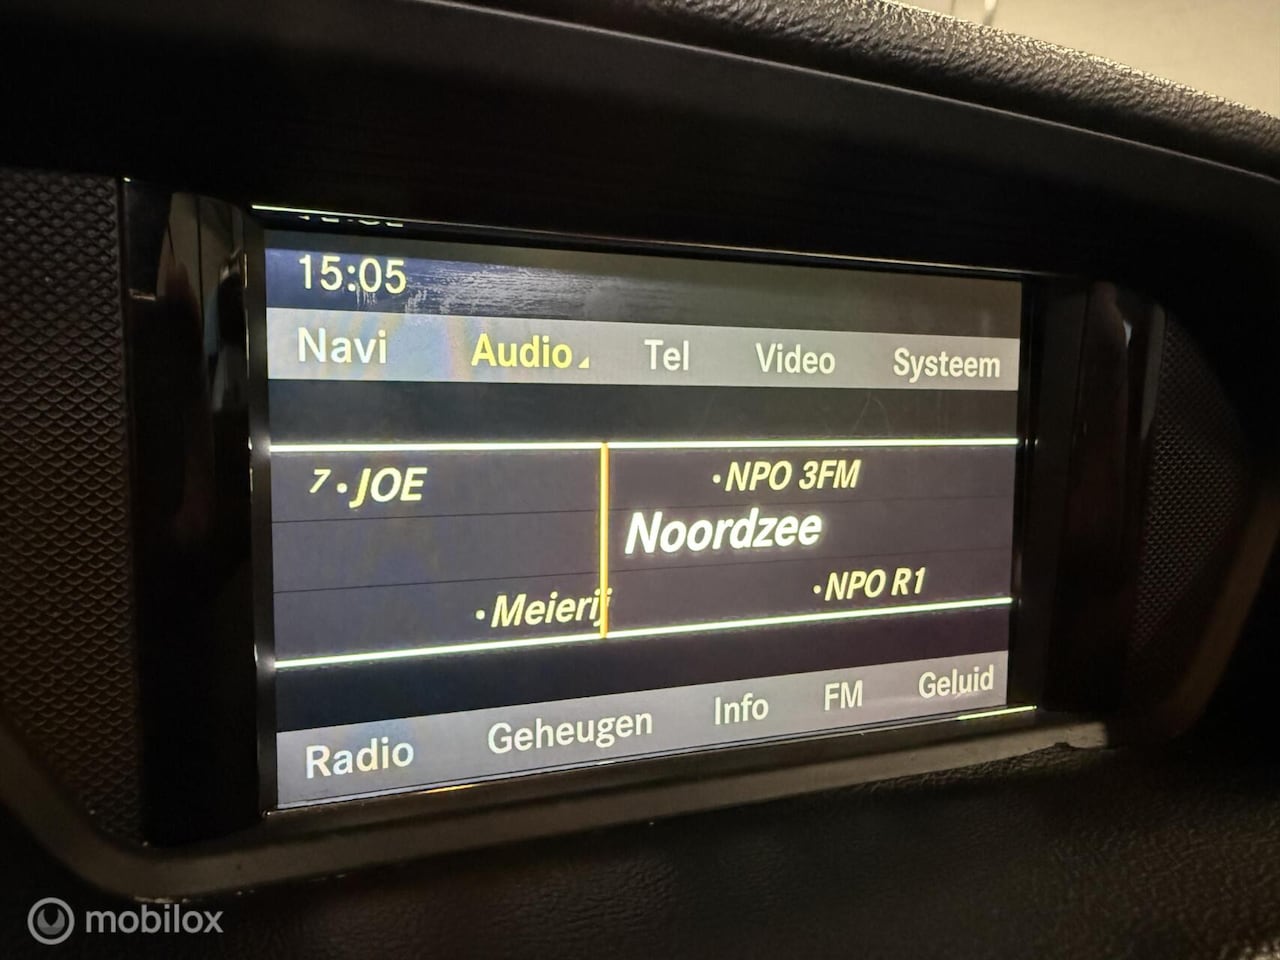 15:05
Navi Audio Tel Video Systeem
7 · JOE · NPO 3FM
Noordzee
· Meierij · NPO R1
Radio Geheugen Info FM Geluid
mobilox